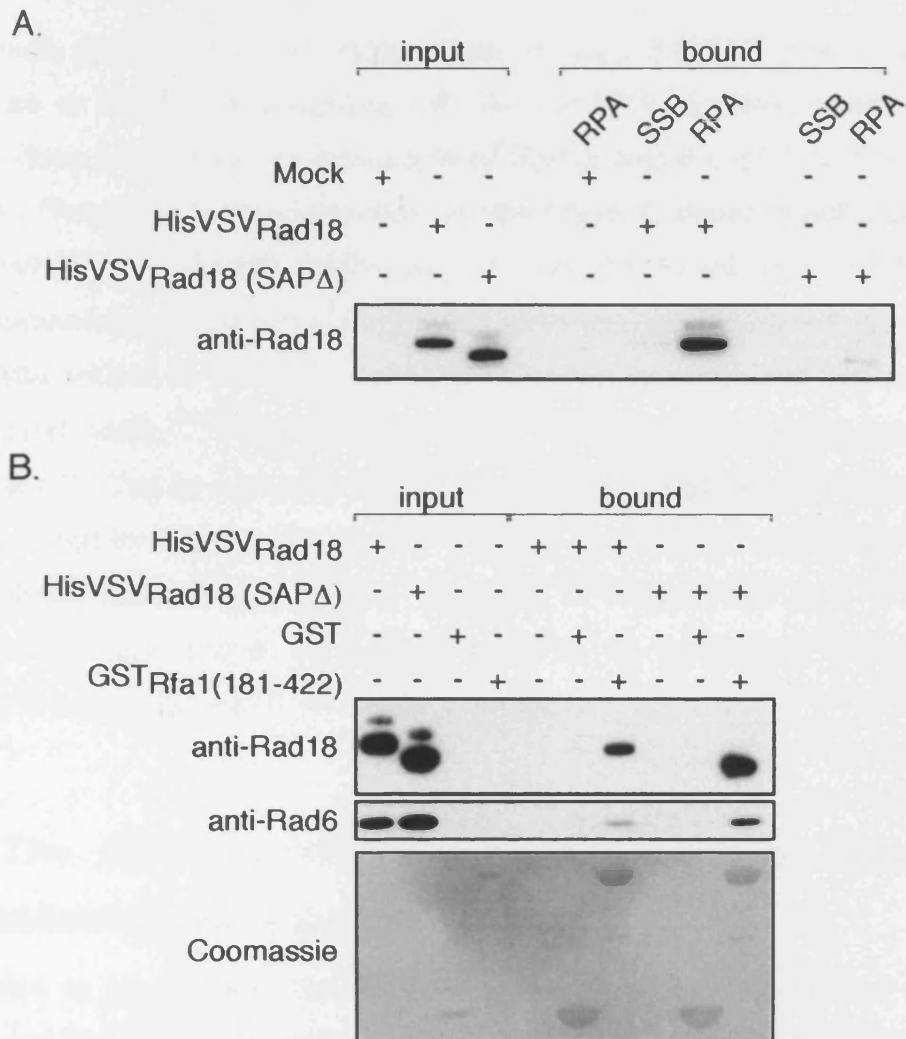 A.
input bound
RPA SSB RPA SSB RPA
Mock + - - + - - - -
HisVSVRad18 - + - - + + - -
HisVSVRad18 (SAPΔ) - - + - - - + +
anti-Rad18
B.
input bound
HisVSVRad18 + - - - + + + - - -
HisVSVRad18 (SAPΔ) - + - - - - - + + +
GST - - + - - + - - + -
GSTRfa1(181-422) - - - + - - + - - +
anti-Rad18
anti-Rad6
Coomassie